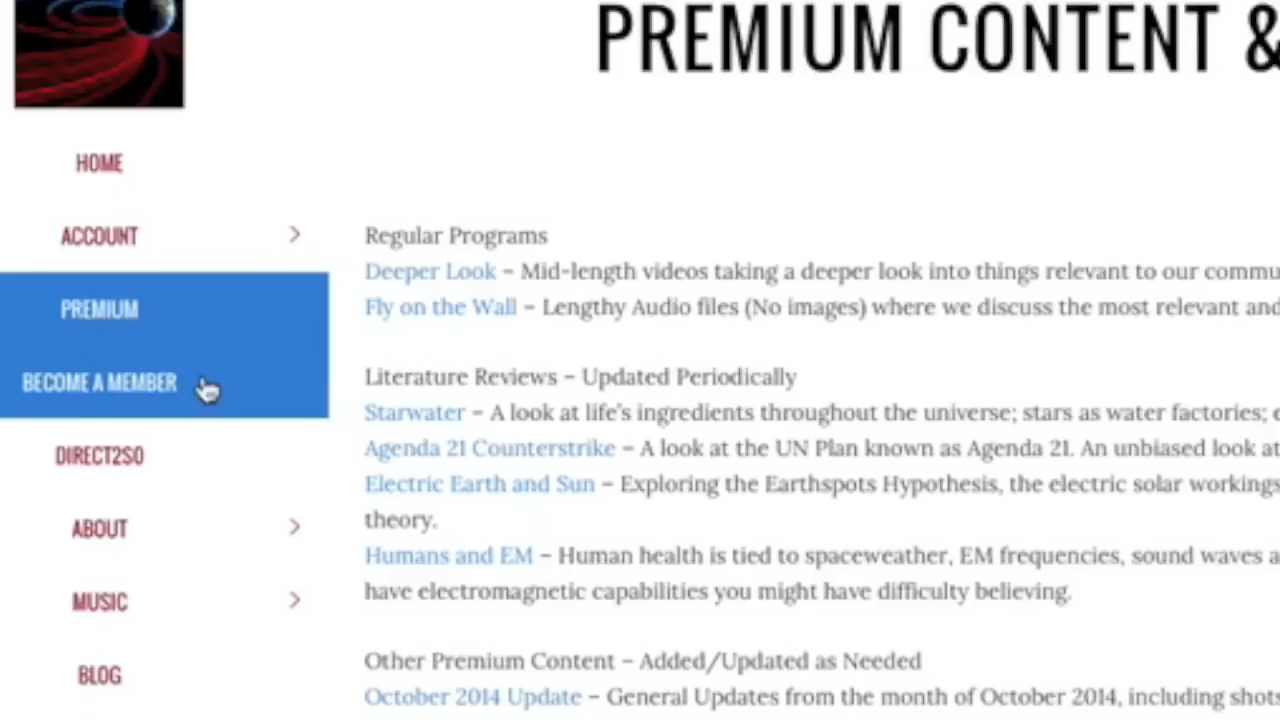 PREMIUM CONTENT &
HOME
ACCOUNT
PREMIUM
BECOME A MEMBER
DIRECT2SO
ABOUT
MUSIC
BLOG
Regular Programs
Deeper Look – Mid-length videos taking a deeper look into things relevant to our commu
Fly on the Wall – Lengthy Audio files (No images) where we discuss the most relevant and
Literature Reviews – Updated Periodically
Starwater – A look at life's ingredients throughout the universe; stars as water factories;
Agenda 21 Counterstrike – A look at the UN Plan known as Agenda 21. An unbiased look at
Electric Earth and Sun – Exploring the Earthspots Hypothesis, the electric solar workings
theory.
Humans and EM – Human health is tied to spaceweather, EM frequencies, sound waves a
have electromagnetic capabilities you might have difficulty believing.
Other Premium Content – Added/Updated as Needed
October 2014 Update – General Updates from the month of October 2014, including shots